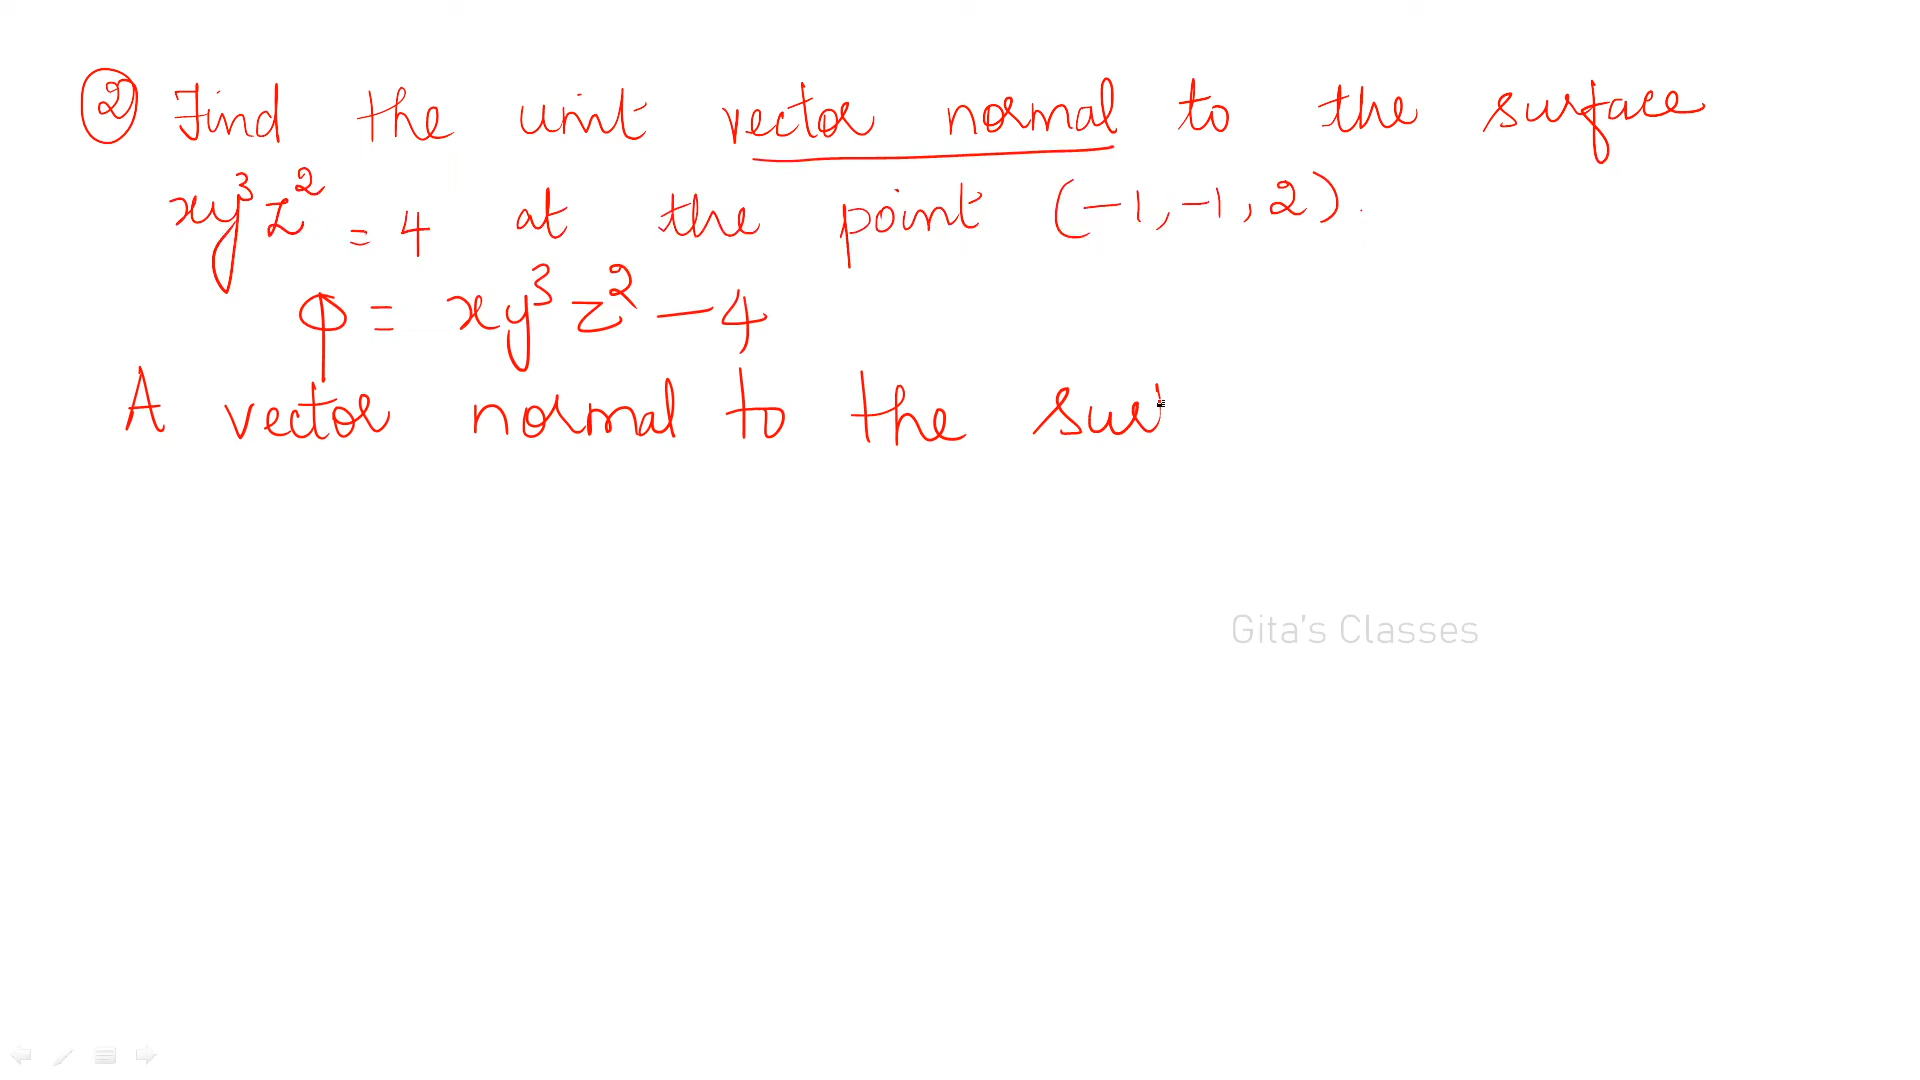 ② Find the unit vector normal to the surface
xy³z² = 4 at the point (-1, -1, 2).
φ = xy³z² - 4
A vector normal to the sur
Gita's Classes